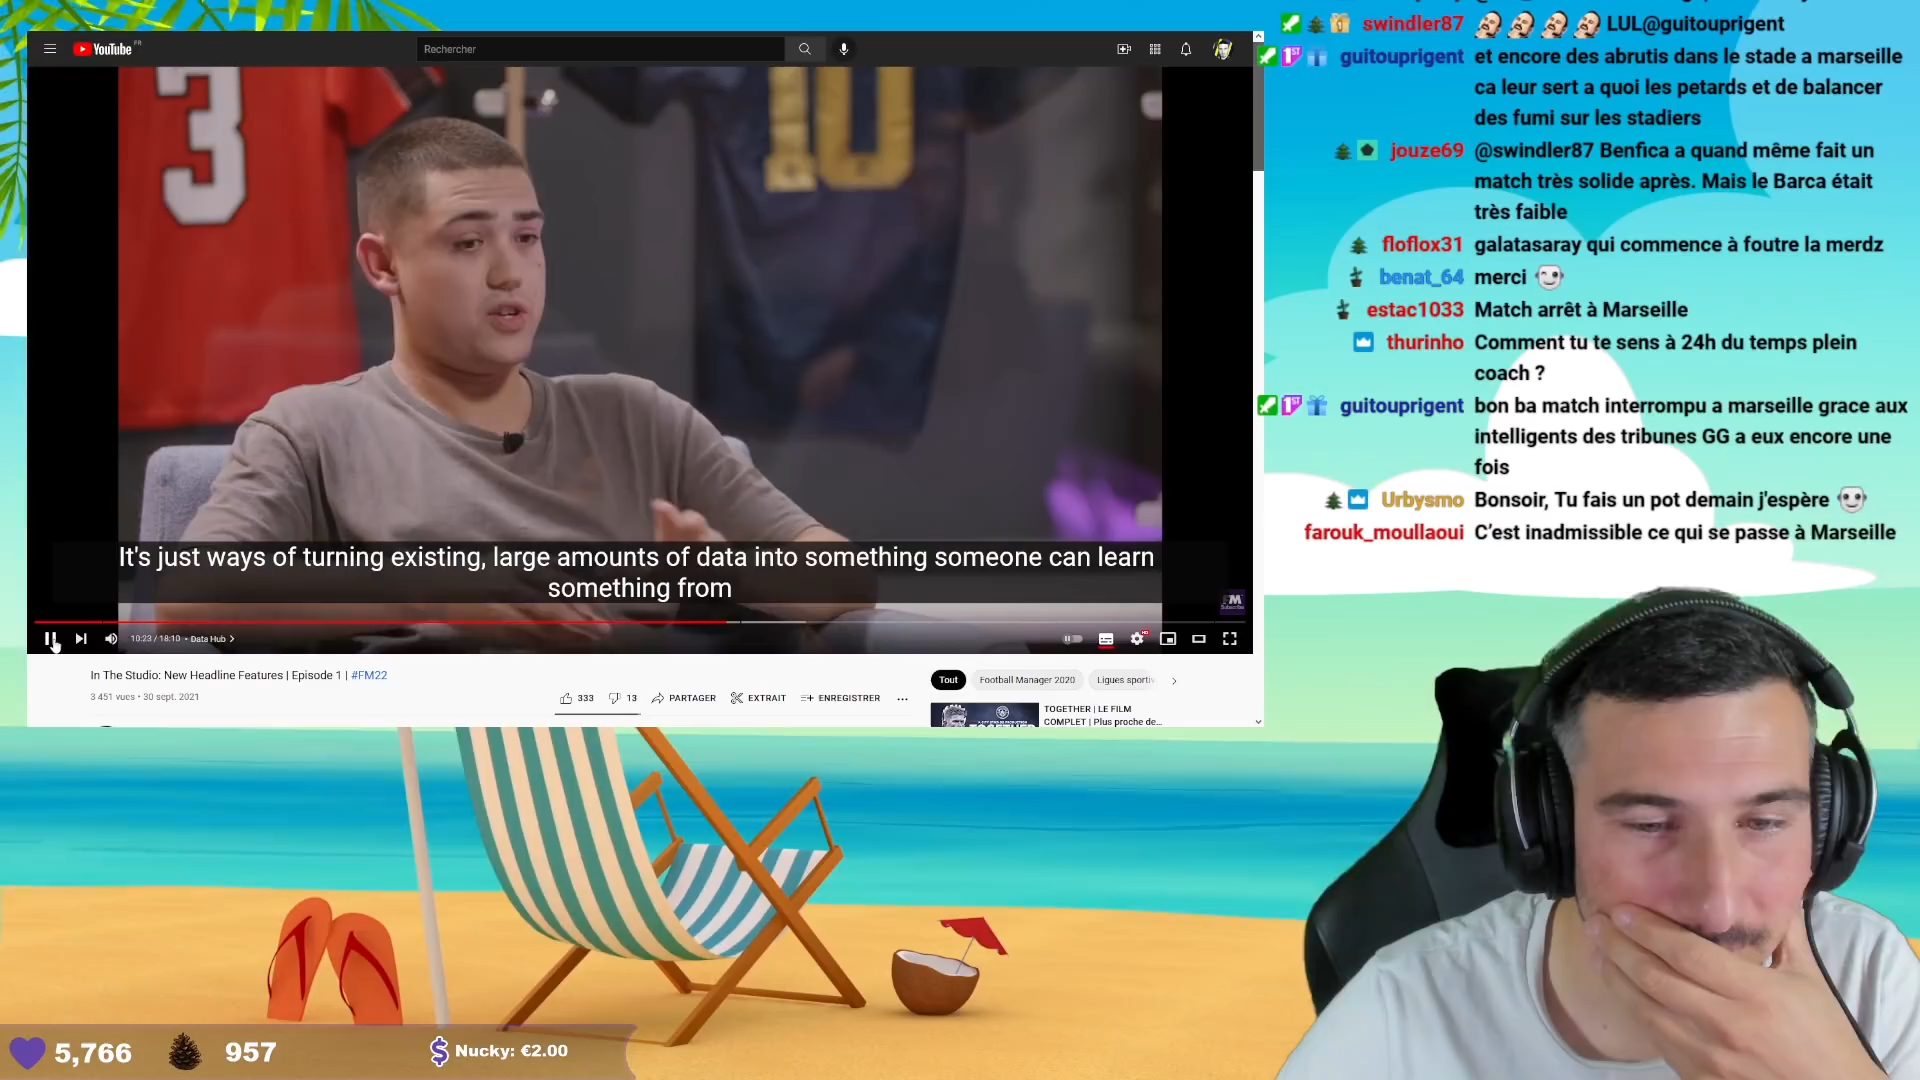 YouTube FR
Rechercher
3
10
It's just ways of turning existing, large amounts of data into something someone can learn
something from
FM
Subscribe
10:23 / 18:10 • Data Hub
HD
In The Studio: New Headline Features | Episode 1 | #FM22
3 451 vues • 30 sept. 2021
333
13
PARTAGER
EXTRAIT
ENREGISTRER
Tout
Football Manager 2020
Ligues sportiv
TOGETHER | LE FILM
COMPLET | Plus proche de...
TOGETHER
swindler87 LUL@guitouprigent
guitouprigent et encore des abrutis dans le stade a marseille
ca leur sert a quoi les petards et de balancer
des fumi sur les stadiers
jouze69 @swindler87 Benfica a quand même fait un
match très solide après. Mais le Barca était
très faible
floflox31 galatasaray qui commence à foutre la merdz
benat_64 merci
estac1033 Match arrêt à Marseille
thurinho Comment tu te sens à 24h du temps plein
coach ?
1ST guitouprigent bon ba match interrompu a marseille grace aux
intelligents des tribunes GG a eux encore une
fois
Urbysmo Bonsoir, Tu fais un pot demain j'espère
farouk_moullaoui C’est inadmissible ce qui se passe à Marseille
5,766
957
$ Nucky: €2.00